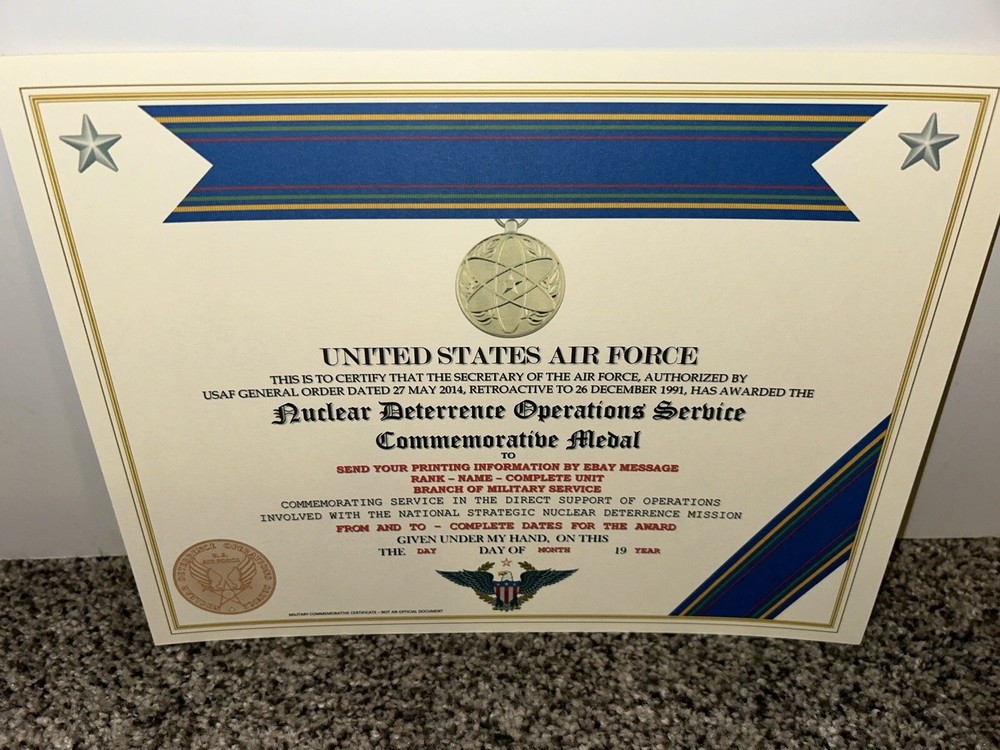 UNITED STATES AIR FORCE
THIS IS TO CERTIFY THAT THE SECRETARY OF THE AIR FORCE, AUTHORIZED BY
USAF GENERAL ORDER DATED 27 MAY 2014, RETROACTIVE TO 26 DECEMBER 1991, HAS AWARDED THE
Nuclear Deterrence Operations Service
Commemorative Medal
TO
SEND YOUR PRINTING INFORMATION BY EBAY MESSAGE
RANK – NAME – COMPLETE UNIT
BRANCH OF MILITARY SERVICE
COMMEMORATING SERVICE IN THE DIRECT SUPPORT OF OPERATIONS
INVOLVED WITH THE NATIONAL STRATEGIC NUCLEAR DETERRENCE MISSION
FROM AND TO – COMPLETE DATES FOR THE AWARD
GIVEN UNDER MY HAND, ON THIS
THE DAY DAY OF MONTH 19 YEAR
MILITARY COMMEMORATIVE CERTIFICATE – NOT AN OFFICIAL DOCUMENT
U.S.
AIR FORCE